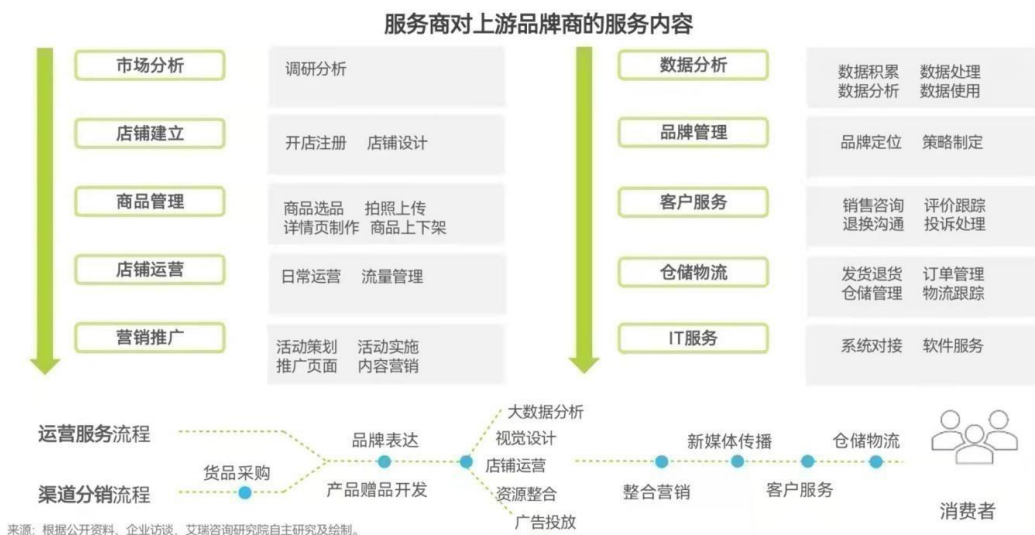 服务商对上游品牌商的服务内容
市场分析
调研分析
店铺建立
开店注册 店铺设计
商品管理
商品选品 拍照上传
详情页制作 商品上下架
店铺运营
日常运营 流量管理
营销推广
活动策划 活动实施
推广页面 内容营销
数据分析
数据积累 数据处理
数据分析 数据使用
品牌管理
品牌定位 策略制定
客户服务
销售咨询 评价跟踪
退换沟通 投诉处理
仓储物流
发货退货 订单管理
仓储管理 物流跟踪
IT服务
系统对接 软件服务
运营服务流程
渠道分销流程
货品采购
品牌表达
产品赠品开发
大数据分析
视觉设计
店铺运营
资源整合
广告投放
整合营销
新媒体传播
客户服务
仓储物流
消费者
来源：根据公开资料、企业访谈、艾瑞咨询研究院自主研究及绘制。